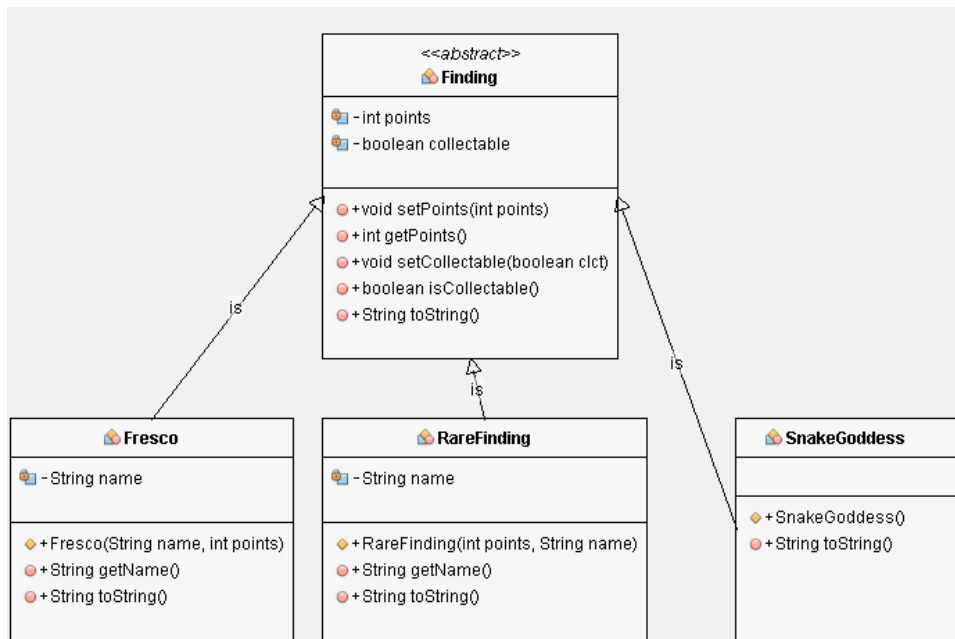 <<abstract>>
Finding
-int points
-boolean collectable
+void setPoints(int points)
+int getPoints()
+void setCollectable(boolean clct)
+boolean isCollectable()
+String toString()
is
is
is
Fresco
-String name
+Fresco(String name, int points)
+String getName()
+String toString()
RareFinding
-String name
+RareFinding(int points, String name)
+String getName()
+String toString()
SnakeGoddess
+SnakeGoddess()
+String toString()